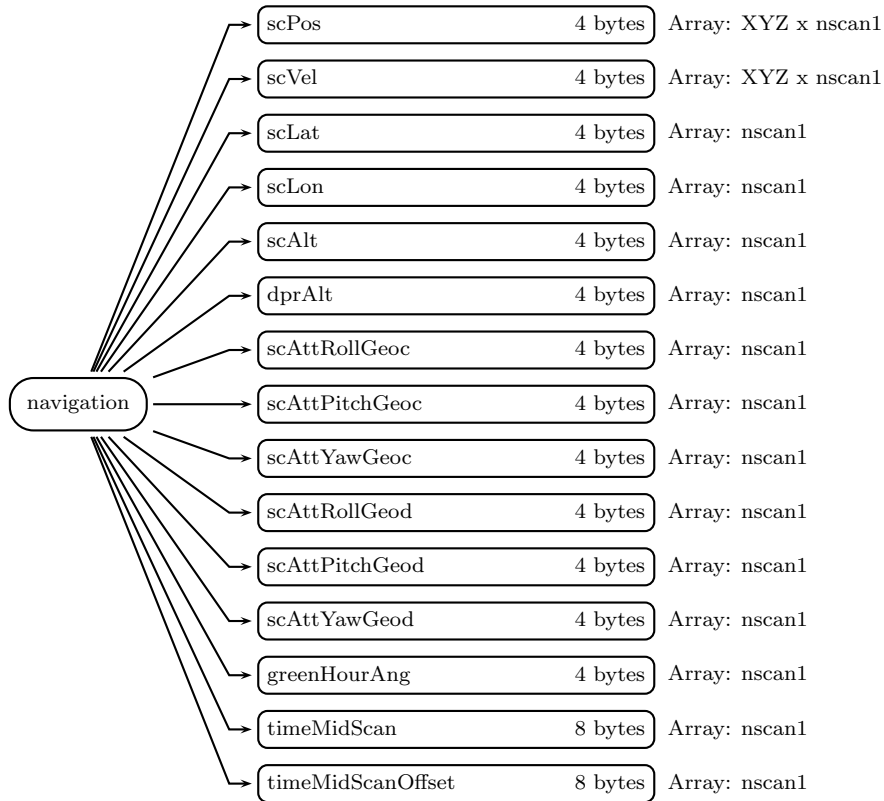 scPos 4 bytes Array: XYZ x nscan1
scVel 4 bytes Array: XYZ x nscan1
scLat 4 bytes Array: nscan1
scLon 4 bytes Array: nscan1
scAlt 4 bytes Array: nscan1
dprAlt 4 bytes Array: nscan1
scAttRollGeoc 4 bytes Array: nscan1
navigation
scAttPitchGeoc 4 bytes Array: nscan1
scAttYawGeoc 4 bytes Array: nscan1
scAttRollGeod 4 bytes Array: nscan1
scAttPitchGeod 4 bytes Array: nscan1
scAttYawGeod 4 bytes Array: nscan1
greenHourAng 4 bytes Array: nscan1
timeMidScan 8 bytes Array: nscan1
timeMidScanOffset 8 bytes Array: nscan1